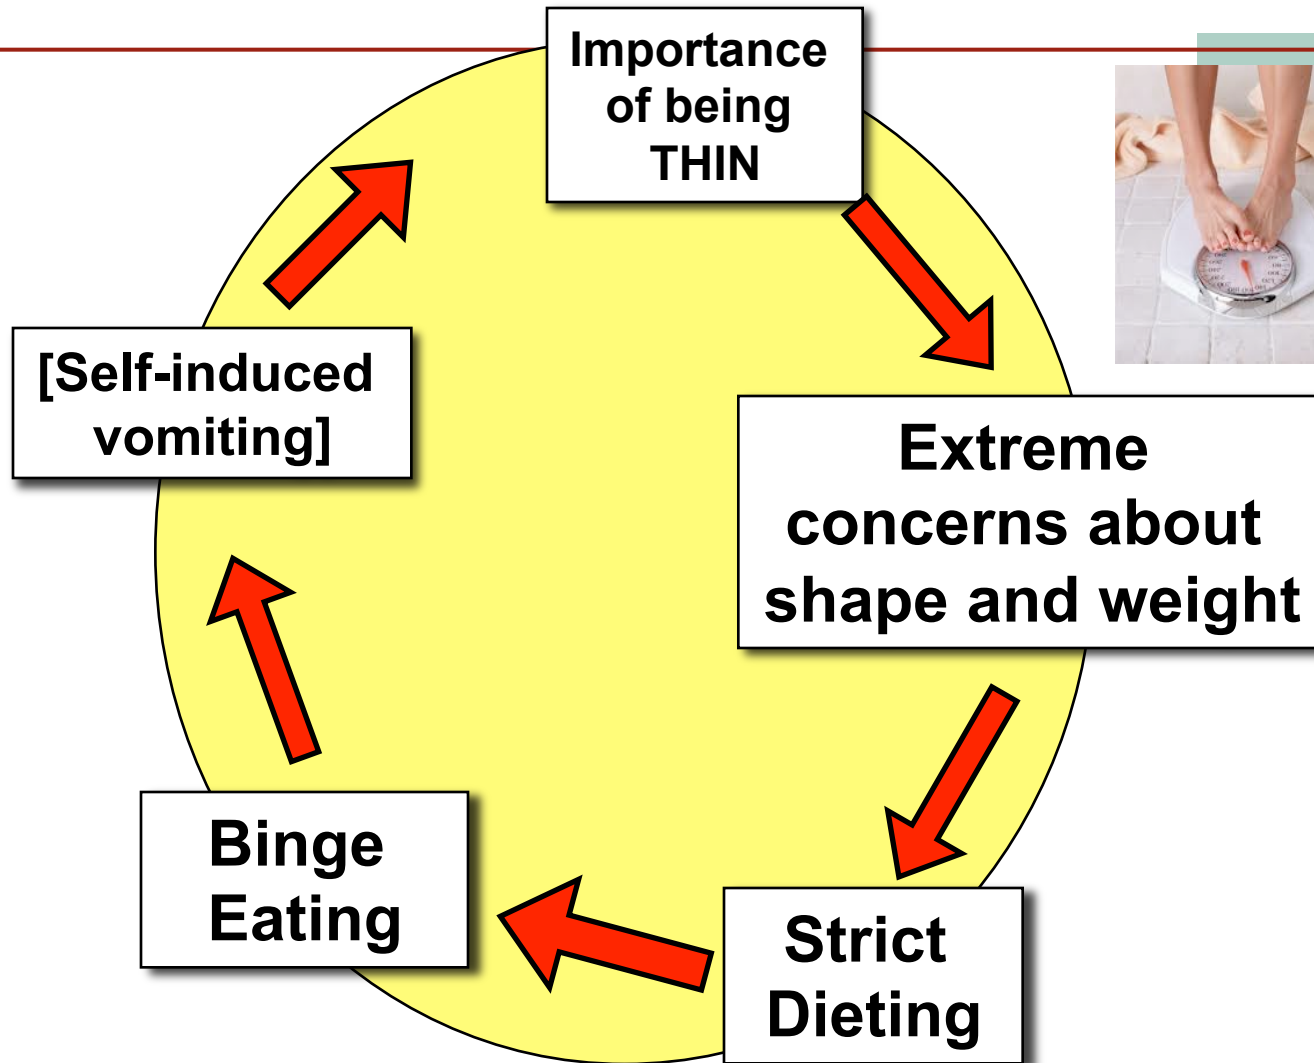 Importance
of being
THIN
Extreme
concerns about
shape and weight
Strict
Dieting
Binge
Eating
[Self-induced
vomiting]